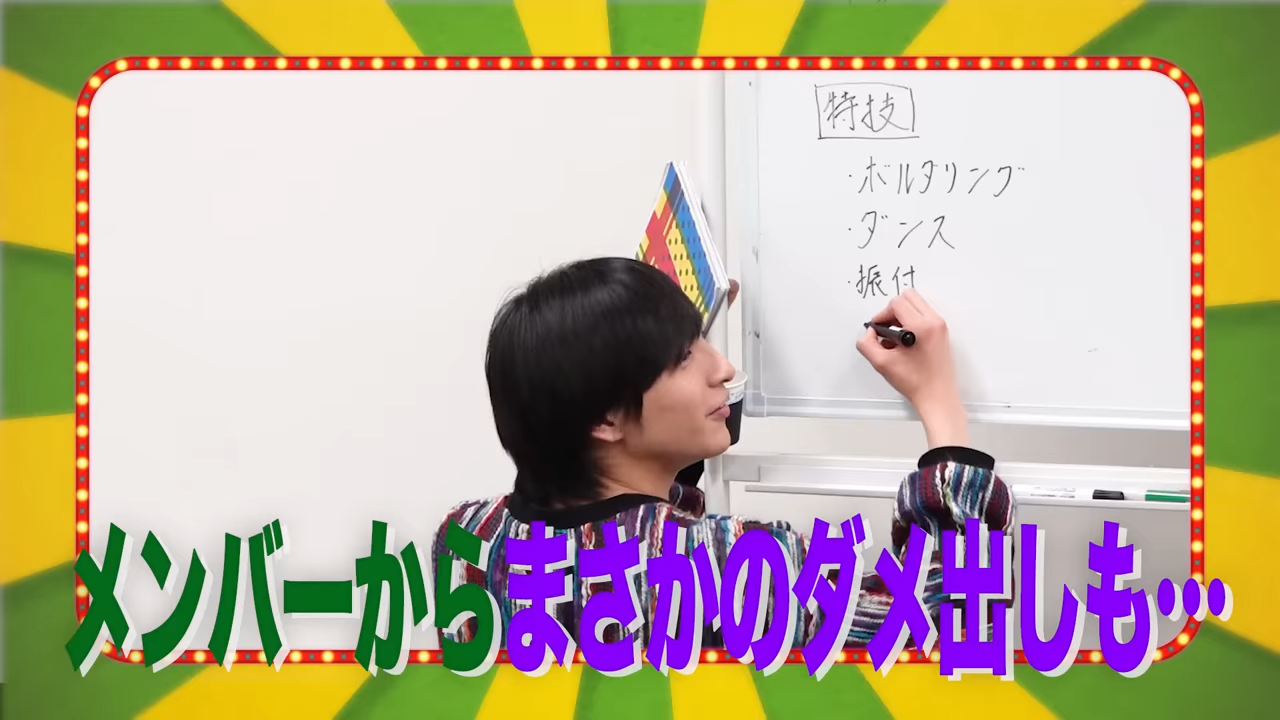 特技
・ボルダリング
・ダンス
・振付
メンバーからまさかのダメ出しも…